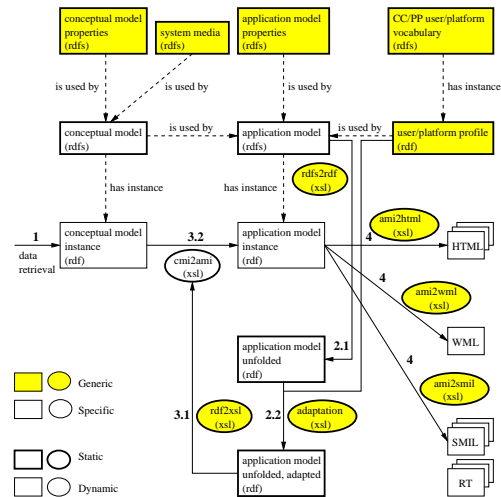 conceptual model
properties
(rdfs)
system media
(rdfs)
application model
properties
(rdfs)
CC/PP user/platform
vocabulary
(rdfs)
is used by
is used by
is used by
has instance
conceptual model
(rdfs)
is used by
application model
(rdfs)
is used by
user/platform profile
(rdf)
rdfs2rdf
(xsl)
has instance
has instance
1
data
retrieval
conceptual model
instance
(rdf)
3.2
cmi2ami
(xsl)
application model
instance
(rdf)
ami2html
(xsl)
4
HTML
4
ami2wml
(xsl)
WML
application model
unfolded
(rdf)
2.1
4
ami2smil
(xsl)
Generic
Specific
3.1
rdf2xsl
(xsl)
2.2
adaptation
(xsl)
SMIL
Static
Dynamic
application model
unfolded, adapted
(rdf)
RT